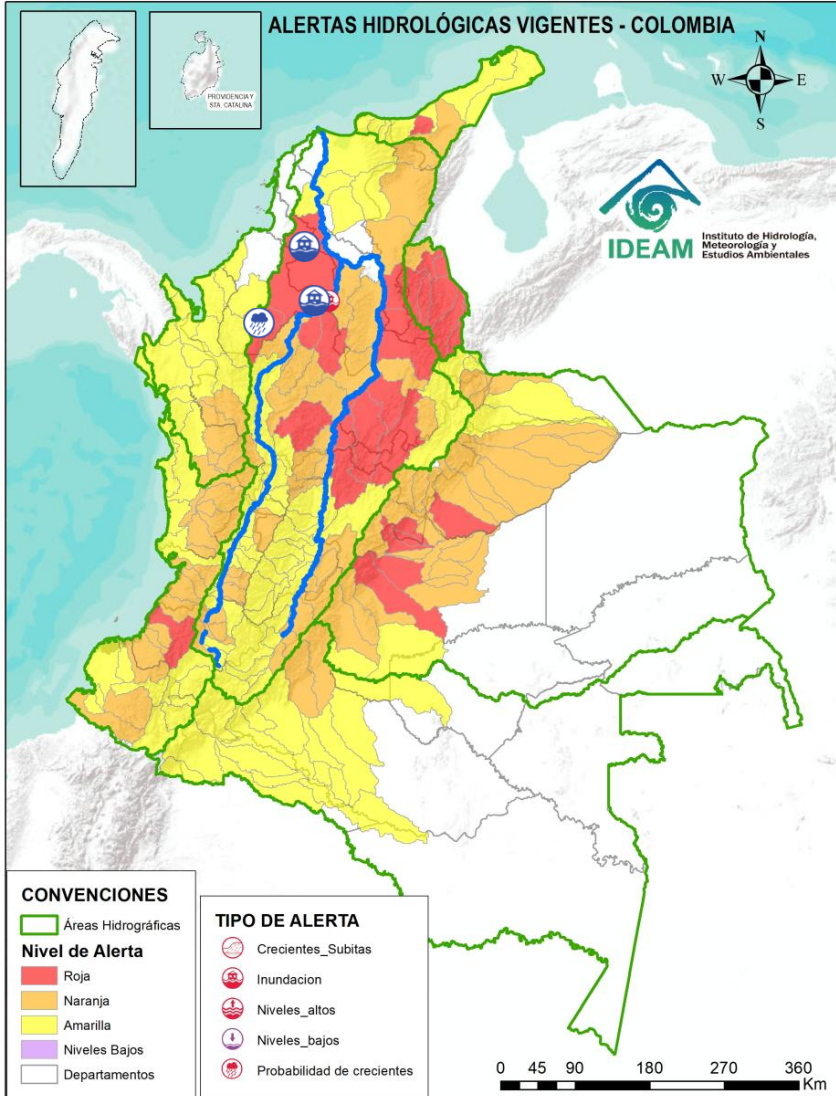 ALERTAS HIDROLÓGICAS VIGENTES - COLOMBIA
PROVIDENCIA Y
STA. CATALINA
N
W
E
S
IDEAM
Instituto de Hidrología,
Meteorología y
Estudios Ambientales
CONVENCIONES
Áreas Hidrográficas
Nivel de Alerta
Roja
Naranja
Amarilla
Niveles Bajos
Departamentos
TIPO DE ALERTA
Crecientes_Subitas
Inundacion
Niveles_altos
Niveles_bajos
Probabilidad de crecientes
0 45 90 180 270 360
Km